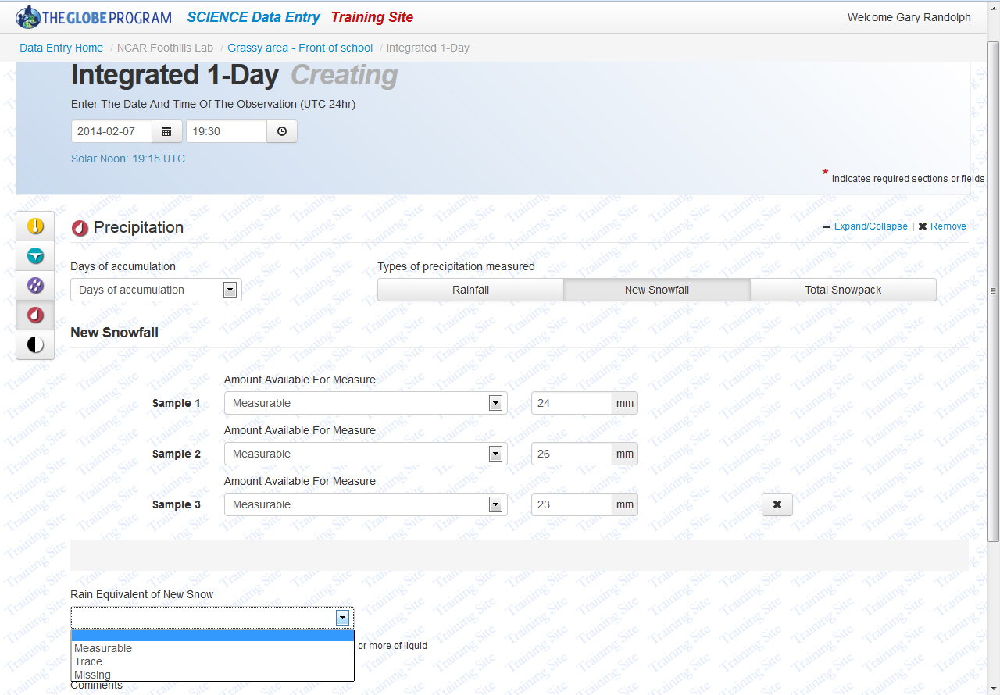 THE GLOBE PROGRAM SCIENCE Data Entry Training Site Welcome Gary Randolph
Data Entry Home / NCAR Foothills Lab / Grassy area - Front of school / Integrated 1-Day
Integrated 1-Day Creating
Enter The Date And Time Of The Observation (UTC 24hr)
2014-02-07 19:30
Solar Noon: 19:15 UTC
* indicates required sections or fields
Precipitation Expand/Collapse | Remove
Days of accumulation Types of precipitation measured
Days of accumulation Rainfall New Snowfall Total Snowpack
New Snowfall
Amount Available For Measure
Sample 1 Measurable 24 mm
Amount Available For Measure
Sample 2 Measurable 26 mm
Amount Available For Measure
Sample 3 Measurable 23 mm
Rain Equivalent of New Snow
or more of liquid
Measurable
Trace
Missing
Comments
Training Site